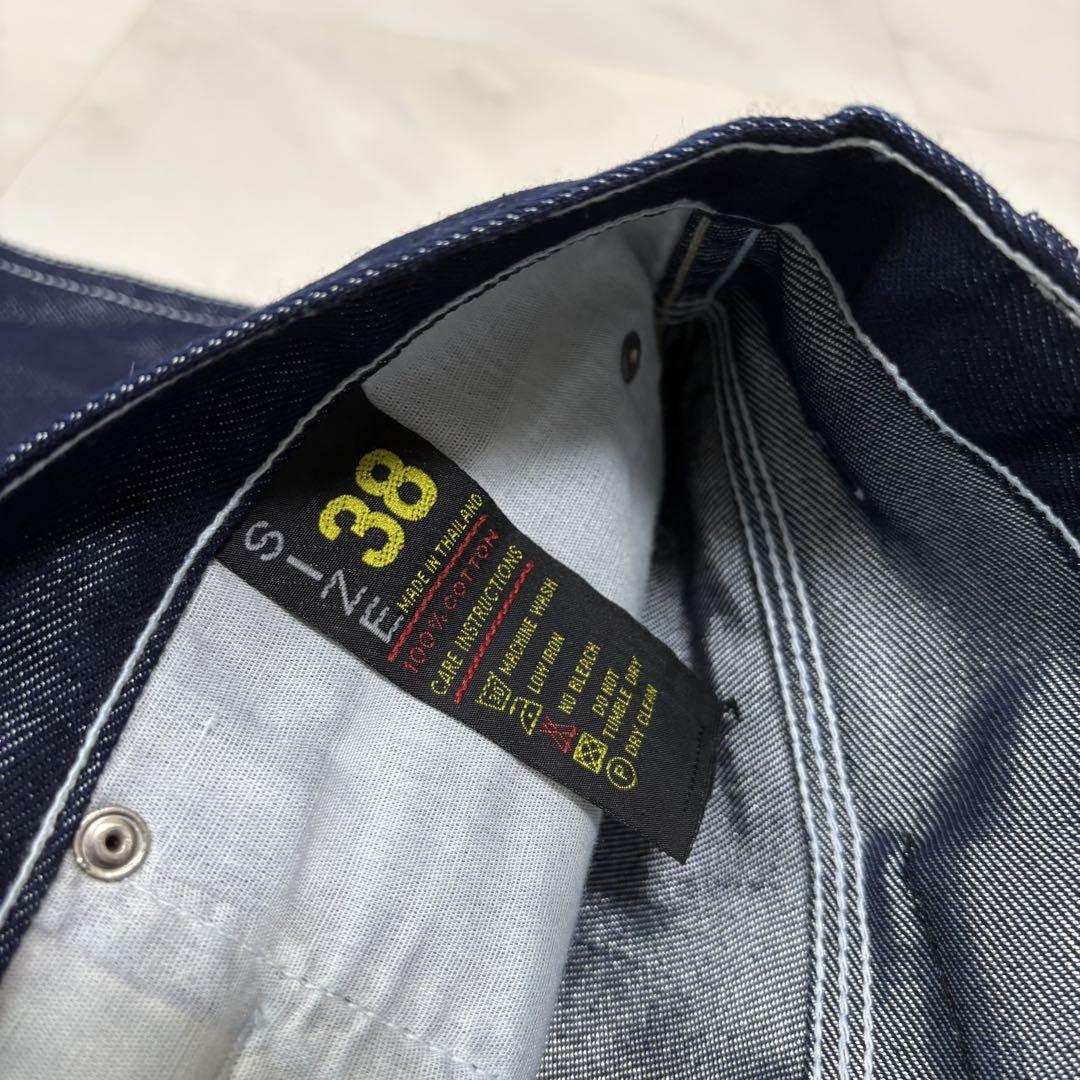 SIZE
38
MADE IN THAILAND
100% COTTON
CARE INSTRUCTIONS
MACHINE WASH
LOW IRON
NO BLEACH
DO NOT
TUMBLE DRY
P DRY CLEAN